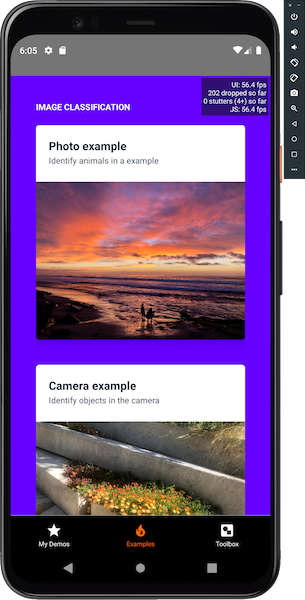 6:05
UI: 56.4 fps
202 dropped so far
0 stutters (4+) so far
JS: 56.4 fps
IMAGE CLASSIFICATION
Photo example
Identify animals in a example
Camera example
Identify objects in the camera
My Demos
Examples
Toolbox